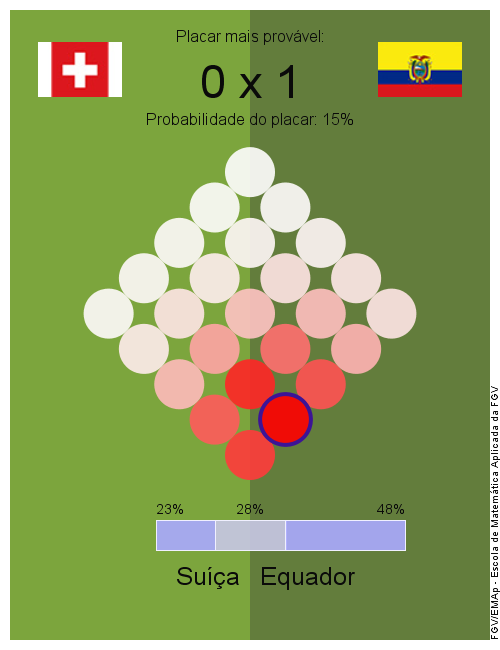 Placar mais provável:
0 x 1
Probabilidade do placar: 15%
23%
28%
48%
Suíça
Equador
FGV/EMAp - Escola de Matemática Aplicada da FGV